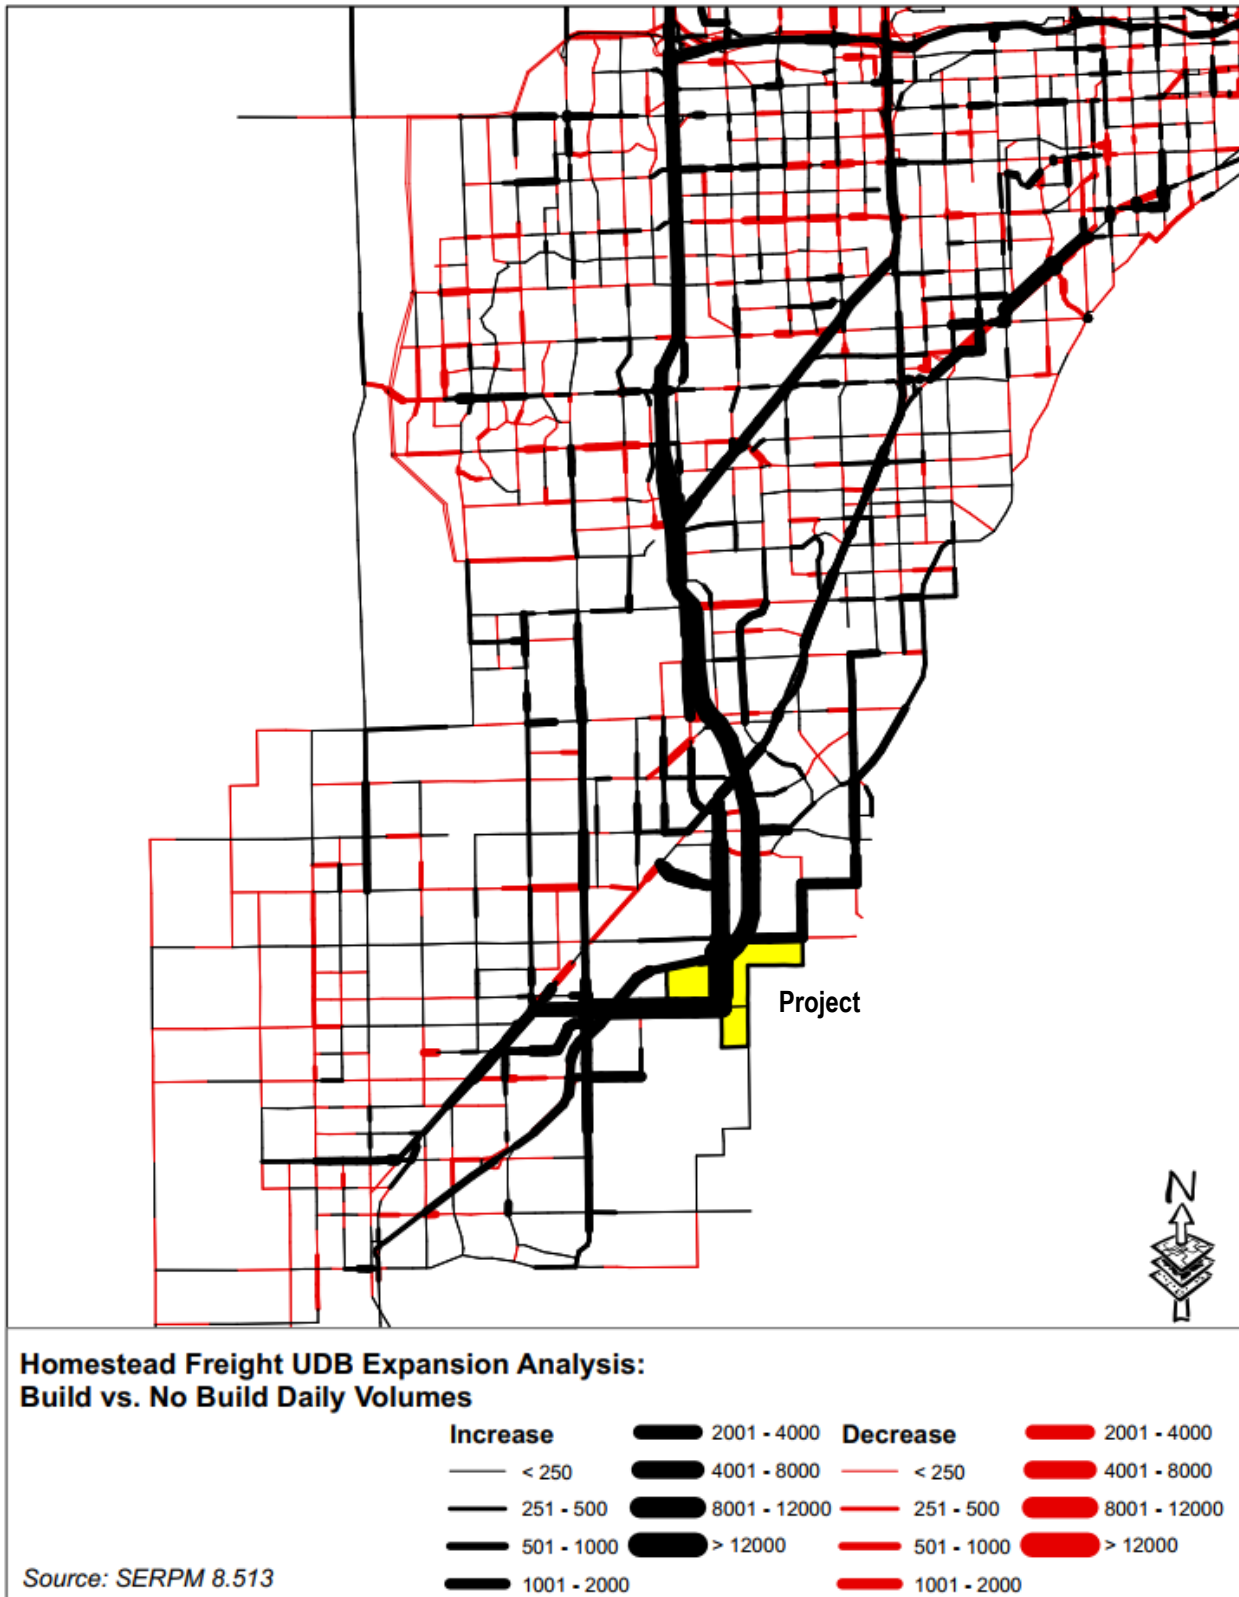 Project
N
Homestead Freight UDB Expansion Analysis:
Build vs. No Build Daily Volumes
Increase
< 250
251 - 500
501 - 1000
1001 - 2000
2001 - 4000
4001 - 8000
8001 - 12000
> 12000
Decrease
< 250
251 - 500
501 - 1000
1001 - 2000
2001 - 4000
4001 - 8000
8001 - 12000
> 12000
Source: SERPM 8.513